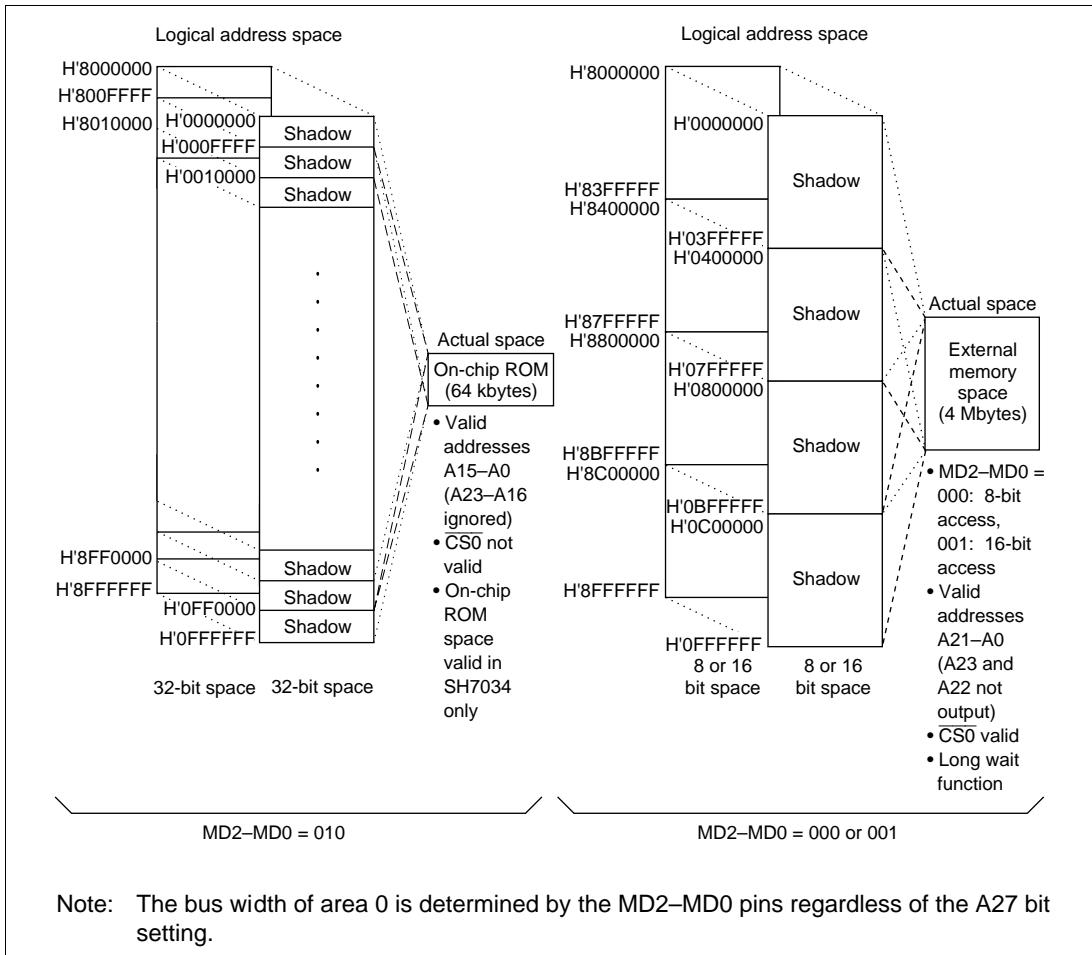 Logical address space
H'8000000
H'800FFFF
H'8010000
H'0000000
H'000FFFF
H'0010000
Shadow
Shadow
Shadow
Actual space
On-chip ROM
(64 kbytes)
• Valid
addresses
A15–A0
(A23–A16
ignored)
• CS0 not
valid
• On-chip
ROM
space
valid in
SH7034
only
H'8FF0000
H'8FFFFFF
H'0FF0000
H'0FFFFFF
Shadow
Shadow
Shadow
32-bit space
32-bit space
MD2–MD0 = 010
Logical address space
H'8000000
H'0000000
Shadow
H'83FFFFF
H'8400000
H'03FFFFF
H'0400000
Shadow
H'87FFFFF
H'8800000
H'07FFFFF
H'0800000
Shadow
H'8BFFFFF
H'8C00000
H'0BFFFFF
H'0C00000
Shadow
H'8FFFFFF
H'0FFFFFF
8 or 16
bit space
8 or 16
bit space
Actual space
External
memory
space
(4 Mbytes)
• MD2–MD0 =
000: 8-bit
access,
001: 16-bit
access
• Valid
addresses
A21–A0
(A23 and
A22 not
output)
• CS0 valid
• Long wait
function
MD2–MD0 = 000 or 001
Note: The bus width of area 0 is determined by the MD2–MD0 pins regardless of the A27 bit
setting.